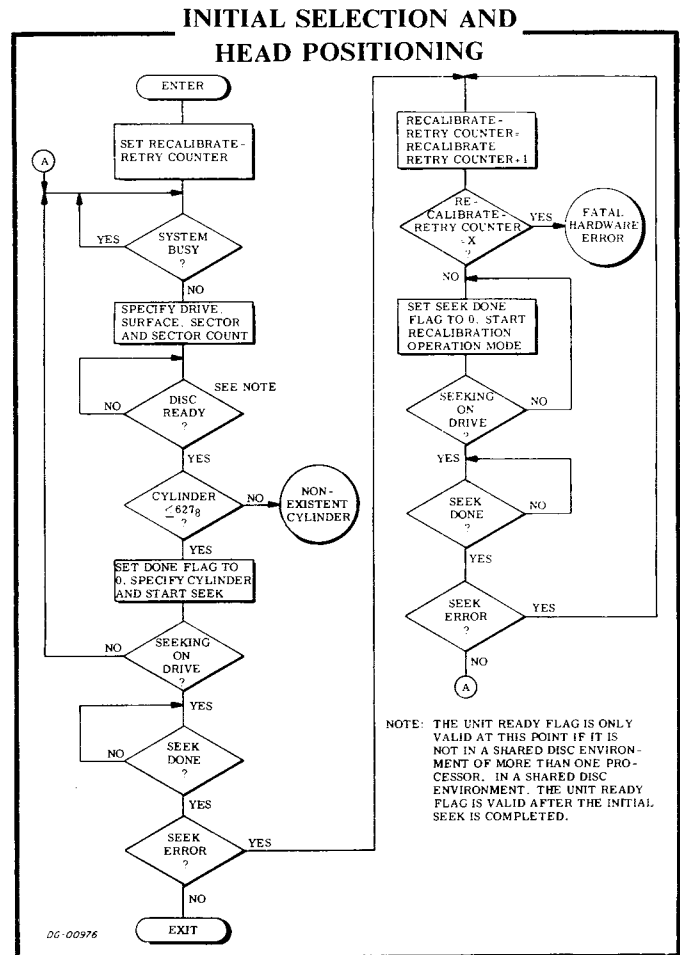 INITIAL SELECTION AND
HEAD POSITIONING
ENTER
SET RECALIBRATE-
RETRY COUNTER
A
YES
SYSTEM
BUSY
?
NO
SPECIFY DRIVE,
SURFACE, SECTOR
AND SECTOR COUNT
SEE NOTE
DISC
READY
?
NO
YES
CYLINDER
≤627₈
?
NO
NON-
EXISTENT
CYLINDER
YES
SET DONE FLAG TO
0, SPECIFY CYLINDER
AND START SEEK
NO
SEEKING
ON
DRIVE
?
YES
SEEK
DONE
?
NO
YES
SEEK
ERROR
?
YES
NO
EXIT
DG-00976
RECALIBRATE-
RETRY COUNTER=
RECALIBRATE
RETRY COUNTER+1
RE-
CALIBRATE-
RETRY COUNTER
=X
?
YES
FATAL
HARDWARE
ERROR
NO
SET SEEK DONE
FLAG TO 0, START
RECALIBRATION
OPERATION MODE
SEEKING
ON
DRIVE
?
NO
YES
SEEK
DONE
?
NO
YES
SEEK
ERROR
?
YES
NO
A
NOTE: THE UNIT READY FLAG IS ONLY
VALID AT THIS POINT IF IT IS
NOT IN A SHARED DISC ENVIRON-
MENT OF MORE THAN ONE PRO-
CESSOR. IN A SHARED DISC
ENVIRONMENT, THE UNIT READY
FLAG IS VALID AFTER THE INITIAL
SEEK IS COMPLETED.